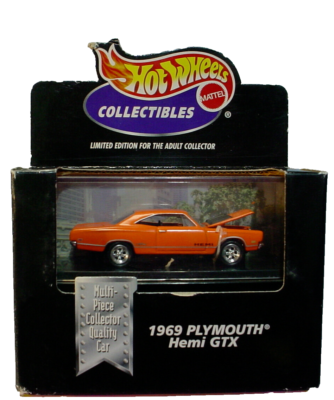 Hot Wheels
MATTEL
COLLECTIBLES ®
LIMITED EDITION FOR THE ADULT COLLECTOR
Multi-
Piece
Collector
Quality
Car
1969 PLYMOUTH®
Hemi GTX